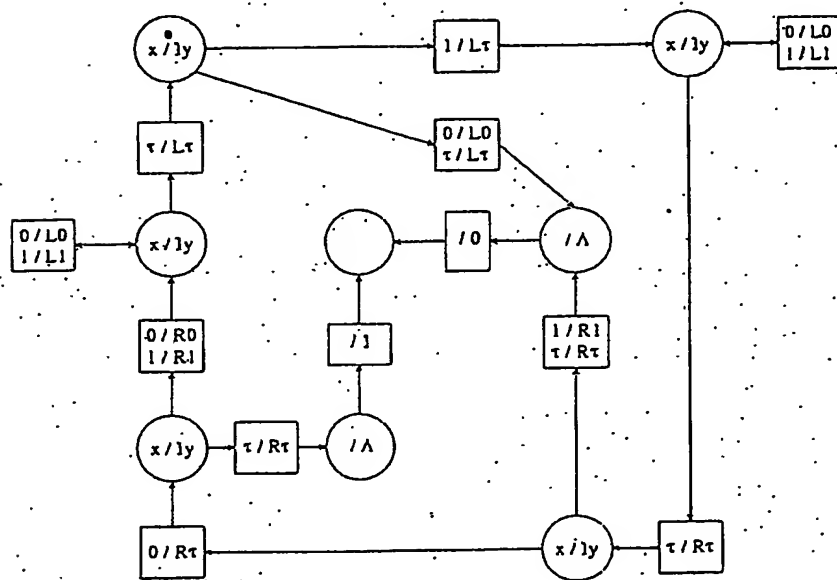 x / 1y
1 / Lτ
x / 1y
0 / L0
1 / L1
0 / L0
τ / Lτ
τ / Lτ
0 / L0
1 / L1
x / 1y
/ 0
/ Λ
0 / R0
1 / R1
/ 1
1 / R1
τ / Rτ
x / 1y
τ / Rτ
/ Λ
0 / Rτ
x / 1y
τ / Rτ